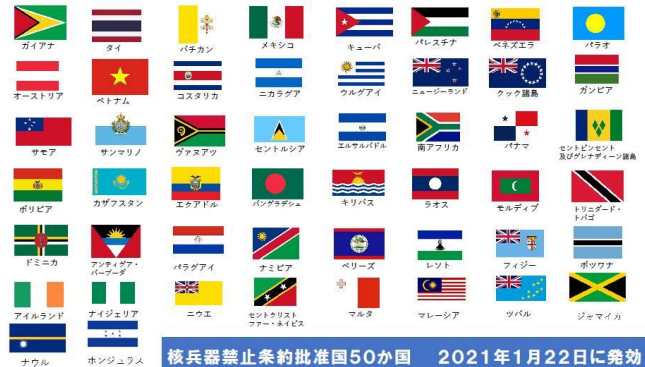 ガイアナ
タイ
バチカン
メキシコ
キューバ
パレスチナ
ベネズエラ
パラオ
オーストリア
ベトナム
コスタリカ
ニカラグア
ウルグアイ
ニュージーランド
クック諸島
ガンビア
サモア
サンマリノ
ヴァヌアツ
セントルシア
エルサルバドル
南アフリカ
パナマ
セントビンセント
及びグレナディーン諸島
ボリビア
カザフスタン
エクアドル
バングラデシュ
キリバス
ラオス
モルディブ
トリニダード・
トバゴ
ドミニカ
アンティグア・
バーブーダ
パラグアイ
ナミビア
ベリーズ
レソト
フィジー
ボツワナ
アイルランド
ナイジェリア
ニウエ
セントクリスト
ファー・ネイビス
マルタ
マレーシア
ツバル
ジャマイカ
ナウル
ホンジュラス
核兵器禁止条約批准国50か国 2021年1月22日に発効